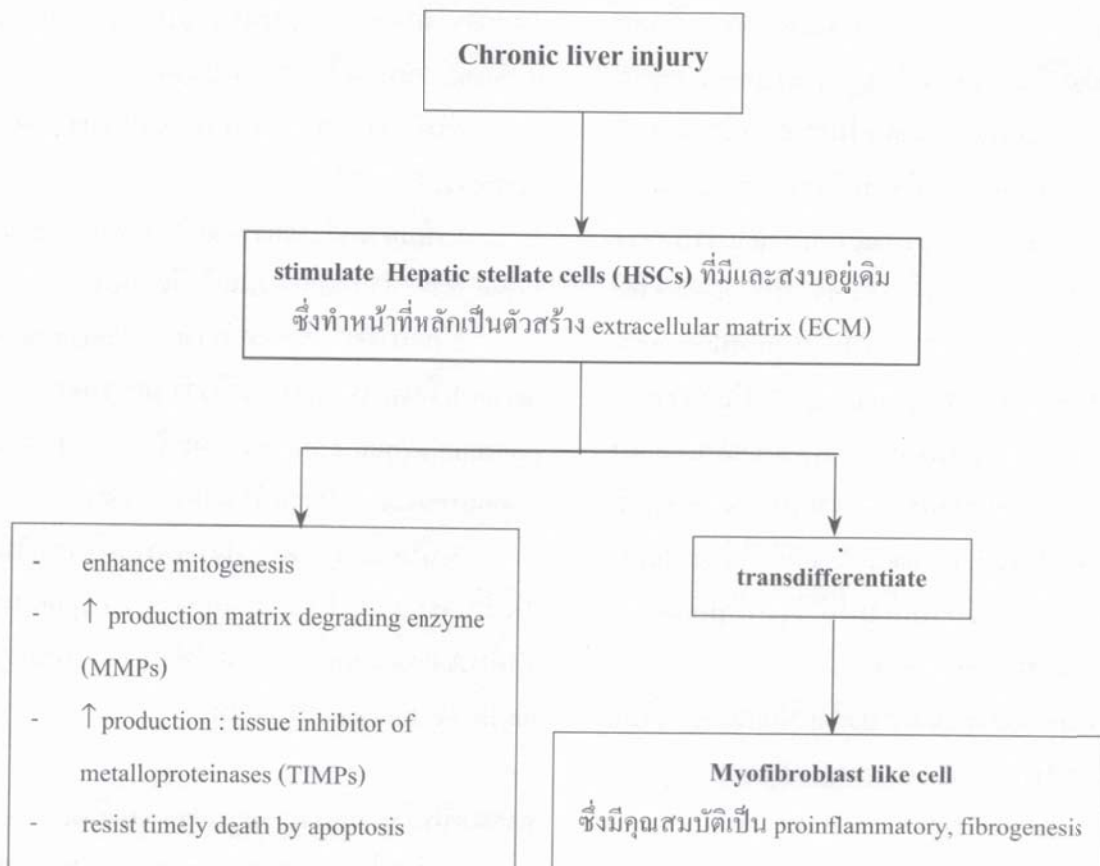 Chronic liver injury
stimulate Hepatic stellate cells (HSCs) ที่มีและสงบอยู่เดิม
ซึ่งทำหน้าที่หลักเป็นตัวสร้าง extracellular matrix (ECM)
- enhance mitogenesis
- ↑ production matrix degrading enzyme
(MMPs)
- ↑ production : tissue inhibitor of
metalloproteinases (TIMPs)
- resist timely death by apoptosis
transdifferentiate
Myofibroblast like cell
ซึ่งมีคุณสมบัติเป็น proinflammatory, fibrogenesis